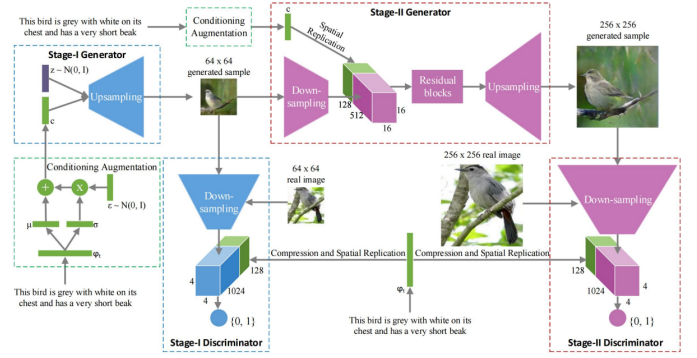 This bird is grey with white on its
chest and has a very short beak
Conditioning
Augmentation
c
Spatial
Replication
Stage-II Generator
256 x 256
generated sample
Stage-I Generator
z ~ N(0, I)
Upsampling
c
64 x 64
generated sample
Down-
sampling
128
512
16
16
Residual
blocks
Upsampling
Conditioning Augmentation
+
x
ε ~ N(0, I)
μ
σ
φt
This bird is grey with white on its
chest and has a very short beak
64 x 64
real image
Down-
sampling
256 x 256 real image
Down-
sampling
Compression and Spatial Replication
Compression and Spatial Replication
128
4
1024
4
φt
128
4
1024
4
This bird is grey with white on its
chest and has a very short beak
{0, 1}
{0, 1}
Stage-I Discriminator
Stage-II Discriminator